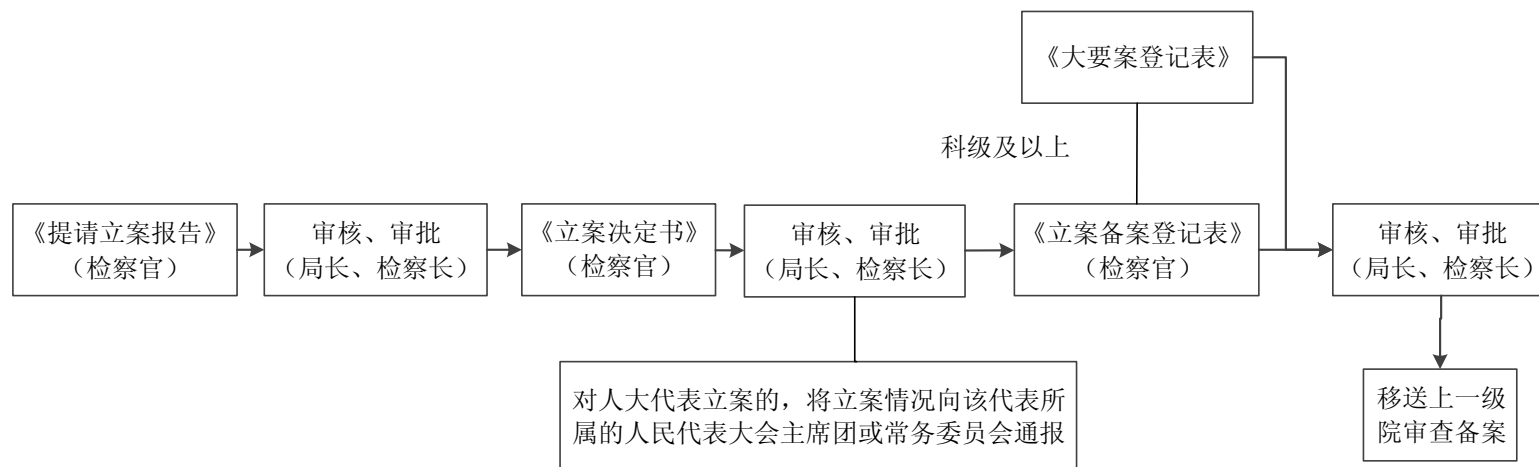 《大要案登记表》
科级及以上
《提请立案报告》
（检察官）
审核、审批
（局长、检察长）
《立案决定书》
（检察官）
审核、审批
（局长、检察长）
《立案备案登记表》
（检察官）
审核、审批
（局长、检察长）
对人大代表立案的，将立案情况向该代表所
属的人民代表大会主席团或常务委员会通报
移送上一级
院审查备案